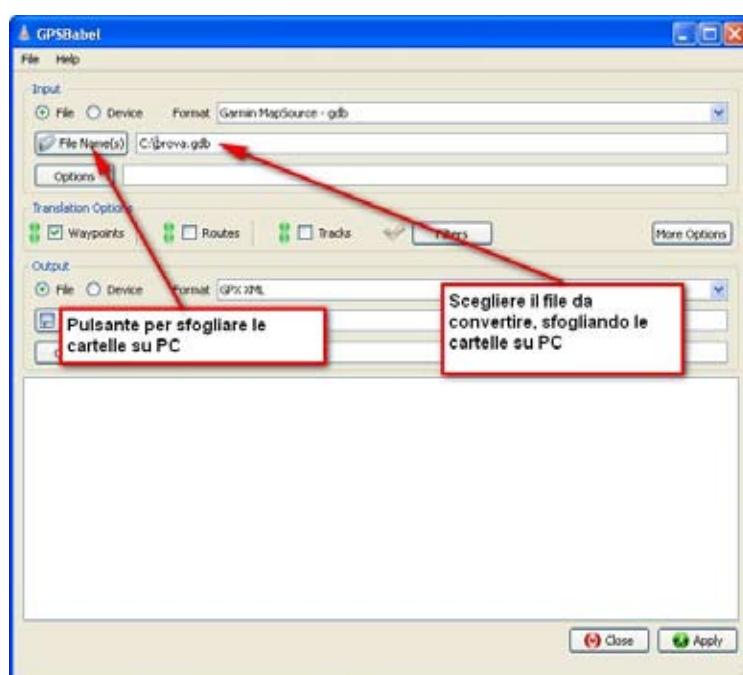 GPSBabel
File Help
Input
File Device Format Garmin MapSource - gdb
File Name(s) C:\prova.gdb
Options
Translation Options
Waypoints Routes Tracks Filters More Options
Output
File Device Format GPX XML
Pulsante per sfogliare le
cartelle su PC
Scegliere il file da
convertire, sfogliando le
cartelle su PC
Close Apply